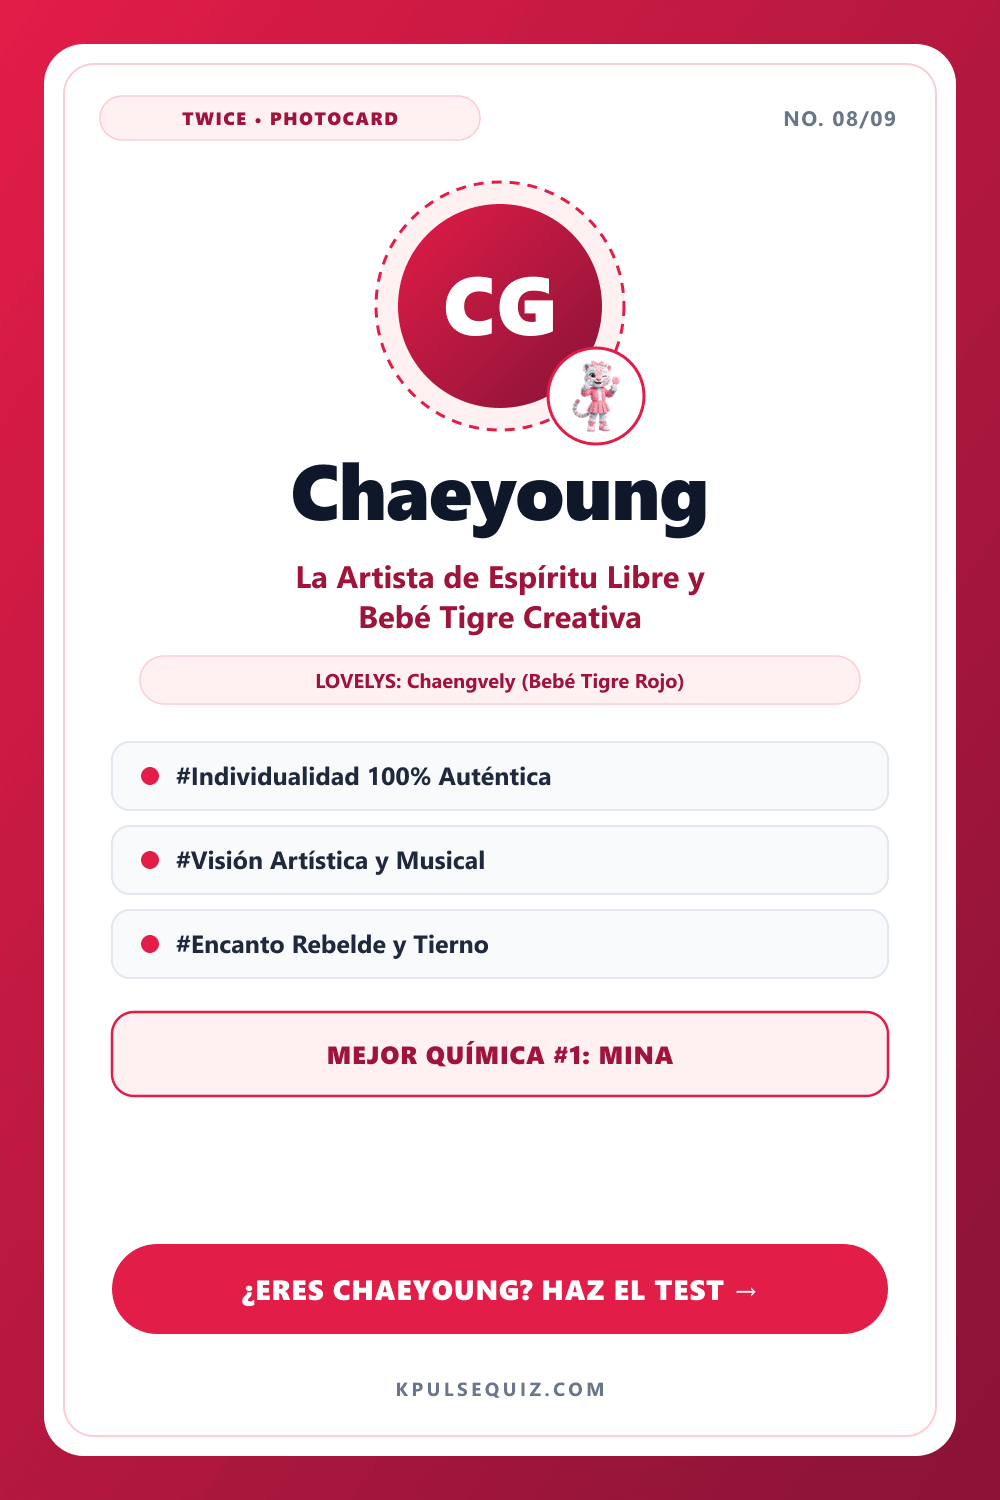 TWICE • PHOTOCARD
NO. 08/09
CG
Chaeyoung
La Artista de Espíritu Libre y
Bebé Tigre Creativa
LOVELYS: Chaengvely (Bebé Tigre Rojo)
#Individualidad 100% Auténtica
#Visión Artística y Musical
#Encanto Rebelde y Tierno
MEJOR QUÍMICA #1: MINA
¿ERES CHAEYOUNG? HAZ EL TEST →
KPULSEQUIZ.COM